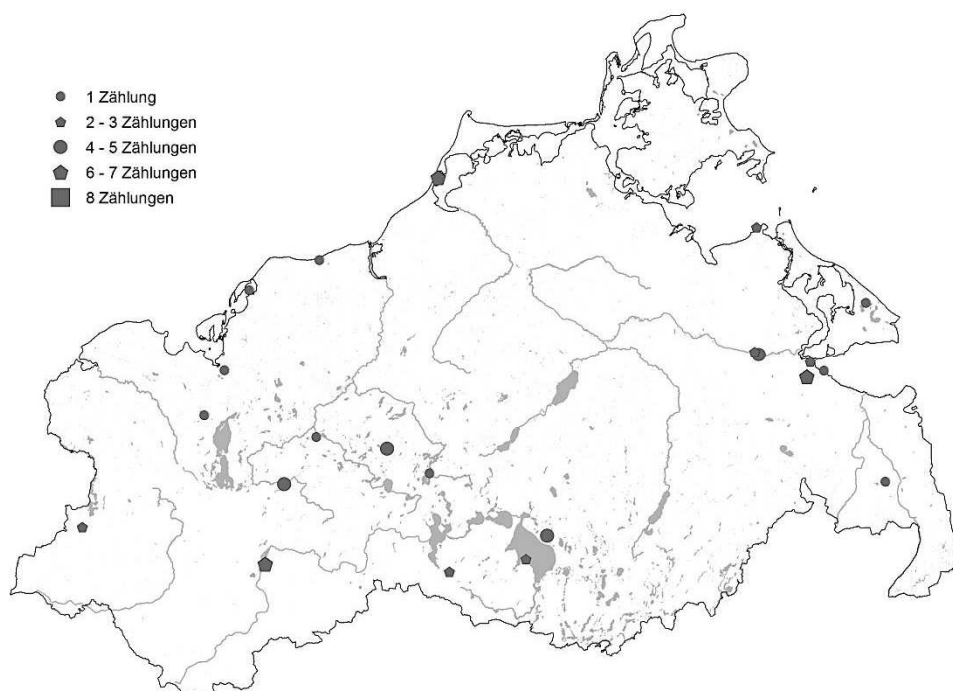 1 Zählung
2 - 3 Zählungen
4 - 5 Zählungen
6 - 7 Zählungen
8 Zählungen